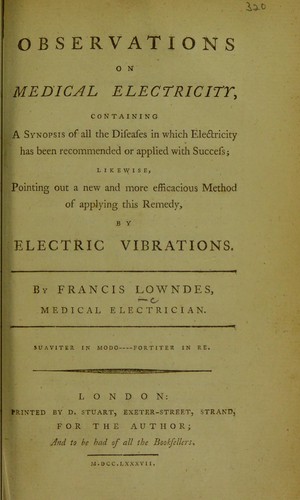 320
OBSERVATIONS
ON
MEDICAL ELECTRICITY,
CONTAINING
A SYNOPSIS of all the Diſeaſes in which Electricity
has been recommended or applied with Succeſs;
LIKEWISE,
Pointing out a new and more efficacious Method
of applying this Remedy,
BY
ELECTRIC VIBRATIONS.
BY FRANCIS LOWNDES,
MEDICAL ELECTRICIAN.
SUAVITER IN MODO----FORTITER IN RE.
LONDON:
PRINTED BY D. STUART, EXETER-STREET, STRAND,
FOR THE AUTHOR;
And to be had of all the Bookſellers.
M.DCC.LXXXVII.